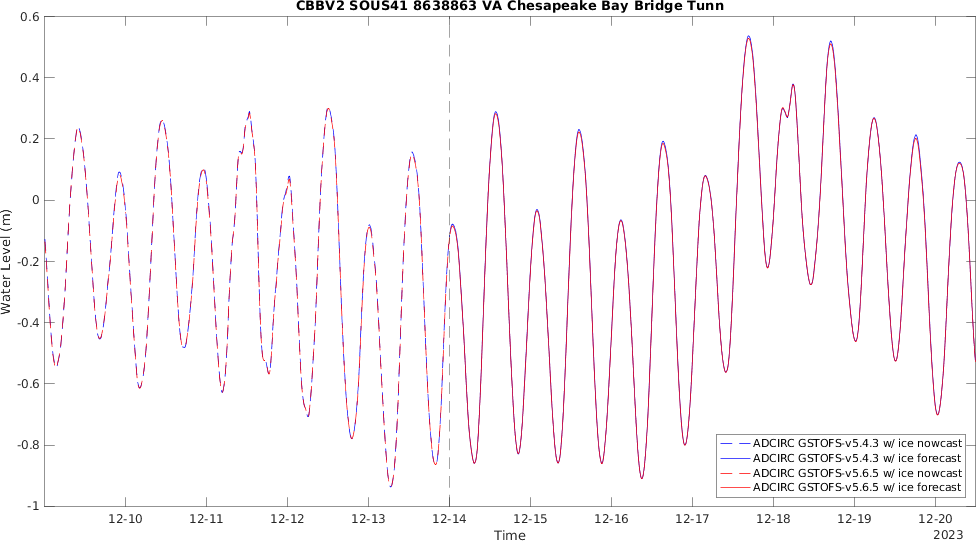 CBBV2 SOUS41 8638863 VA Chesapeake Bay Bridge Tunn
0.6
0.4
0.2
0
-0.2
-0.4
-0.6
-0.8
-1
Water Level (m)
ADCIRC GSTOFS-v5.4.3 w/ ice nowcast
ADCIRC GSTOFS-v5.4.3 w/ ice forecast
ADCIRC GSTOFS-v5.6.5 w/ ice nowcast
ADCIRC GSTOFS-v5.6.5 w/ ice forecast
12-10 12-11 12-12 12-13 12-14 12-15 12-16 12-17 12-18 12-19 12-20
Time
2023